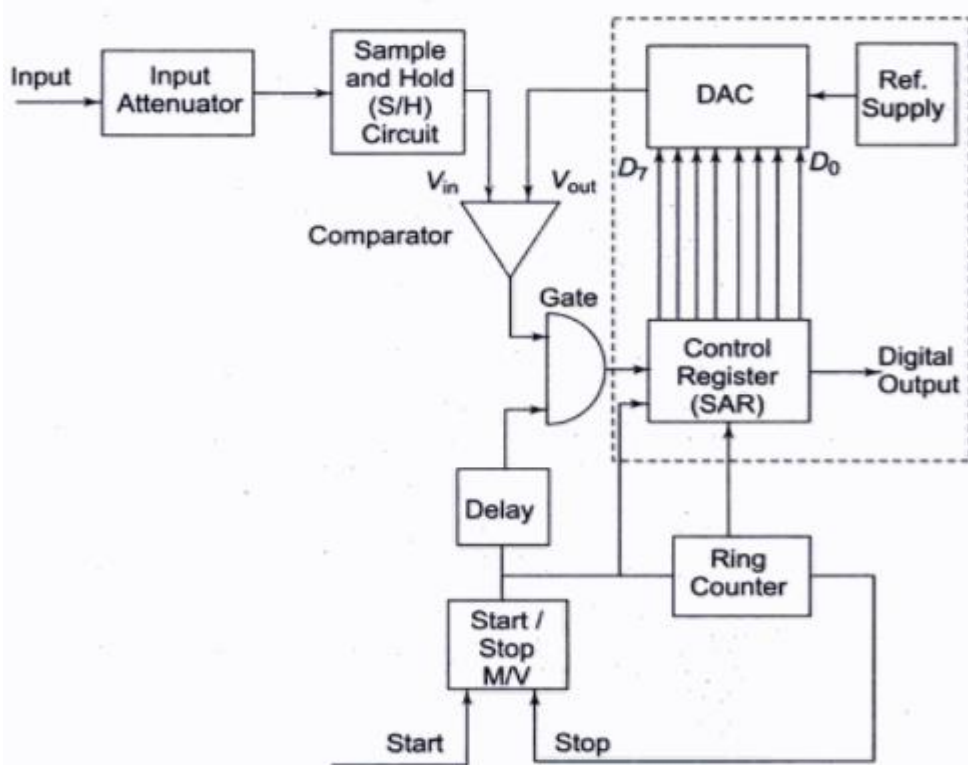 Input
Input
Attenuator
Sample
and Hold
(S/H)
Circuit
DAC
Ref.
Supply
D7
D0
Vin
Vout
Comparator
Gate
Control
Register
(SAR)
Digital
Output
Delay
Ring
Counter
Start /
Stop
M/V
Start
Stop